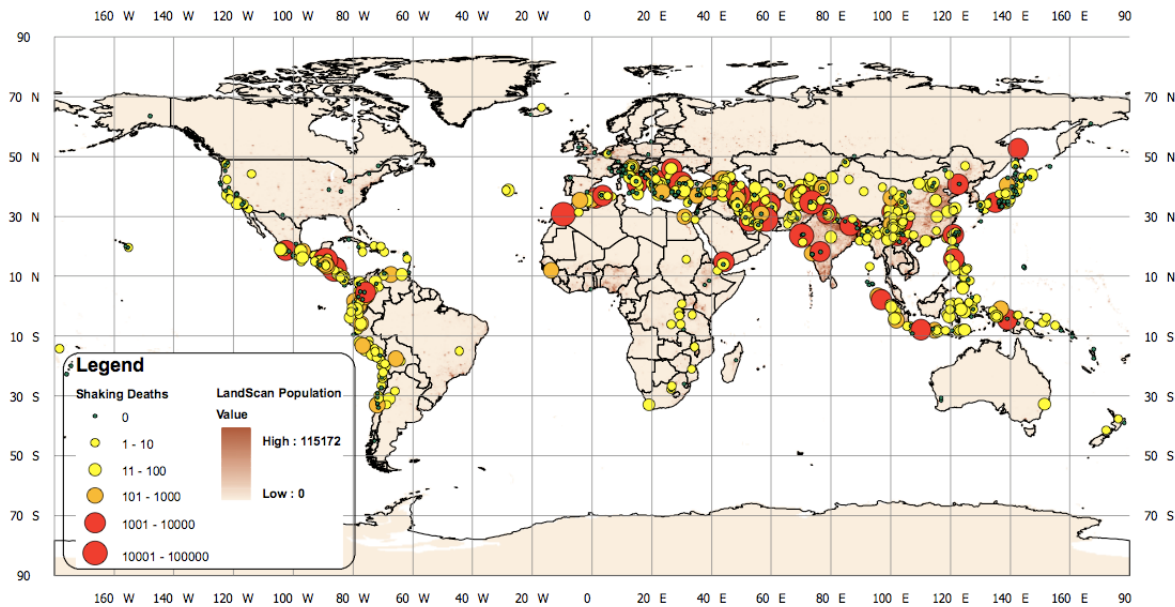 160 W 140 W 120 W 100 W 80 W 60 W 40 W 20 W 0 20 E 40 E 60 E 80 E 100 E 120 E 140 E 160 E 90
90 90
70 N 70 N
50 N 50 N
30 N 30 N
10 N 10 N
10 S 10 S
Legend
Shaking Deaths LandScan Population
0 Value
1 - 10 High : 115172
11 - 100
101 - 1000 Low : 0
1001 - 10000
10001 - 100000
30 S 30 S
50 S 50 S
70 S 70 S
90 90
160 W 140 W 120 W 100 W 80 W 60 W 40 W 20 W 0 20 E 40 E 60 E 80 E 100 E 120 E 140 E 160 E 90